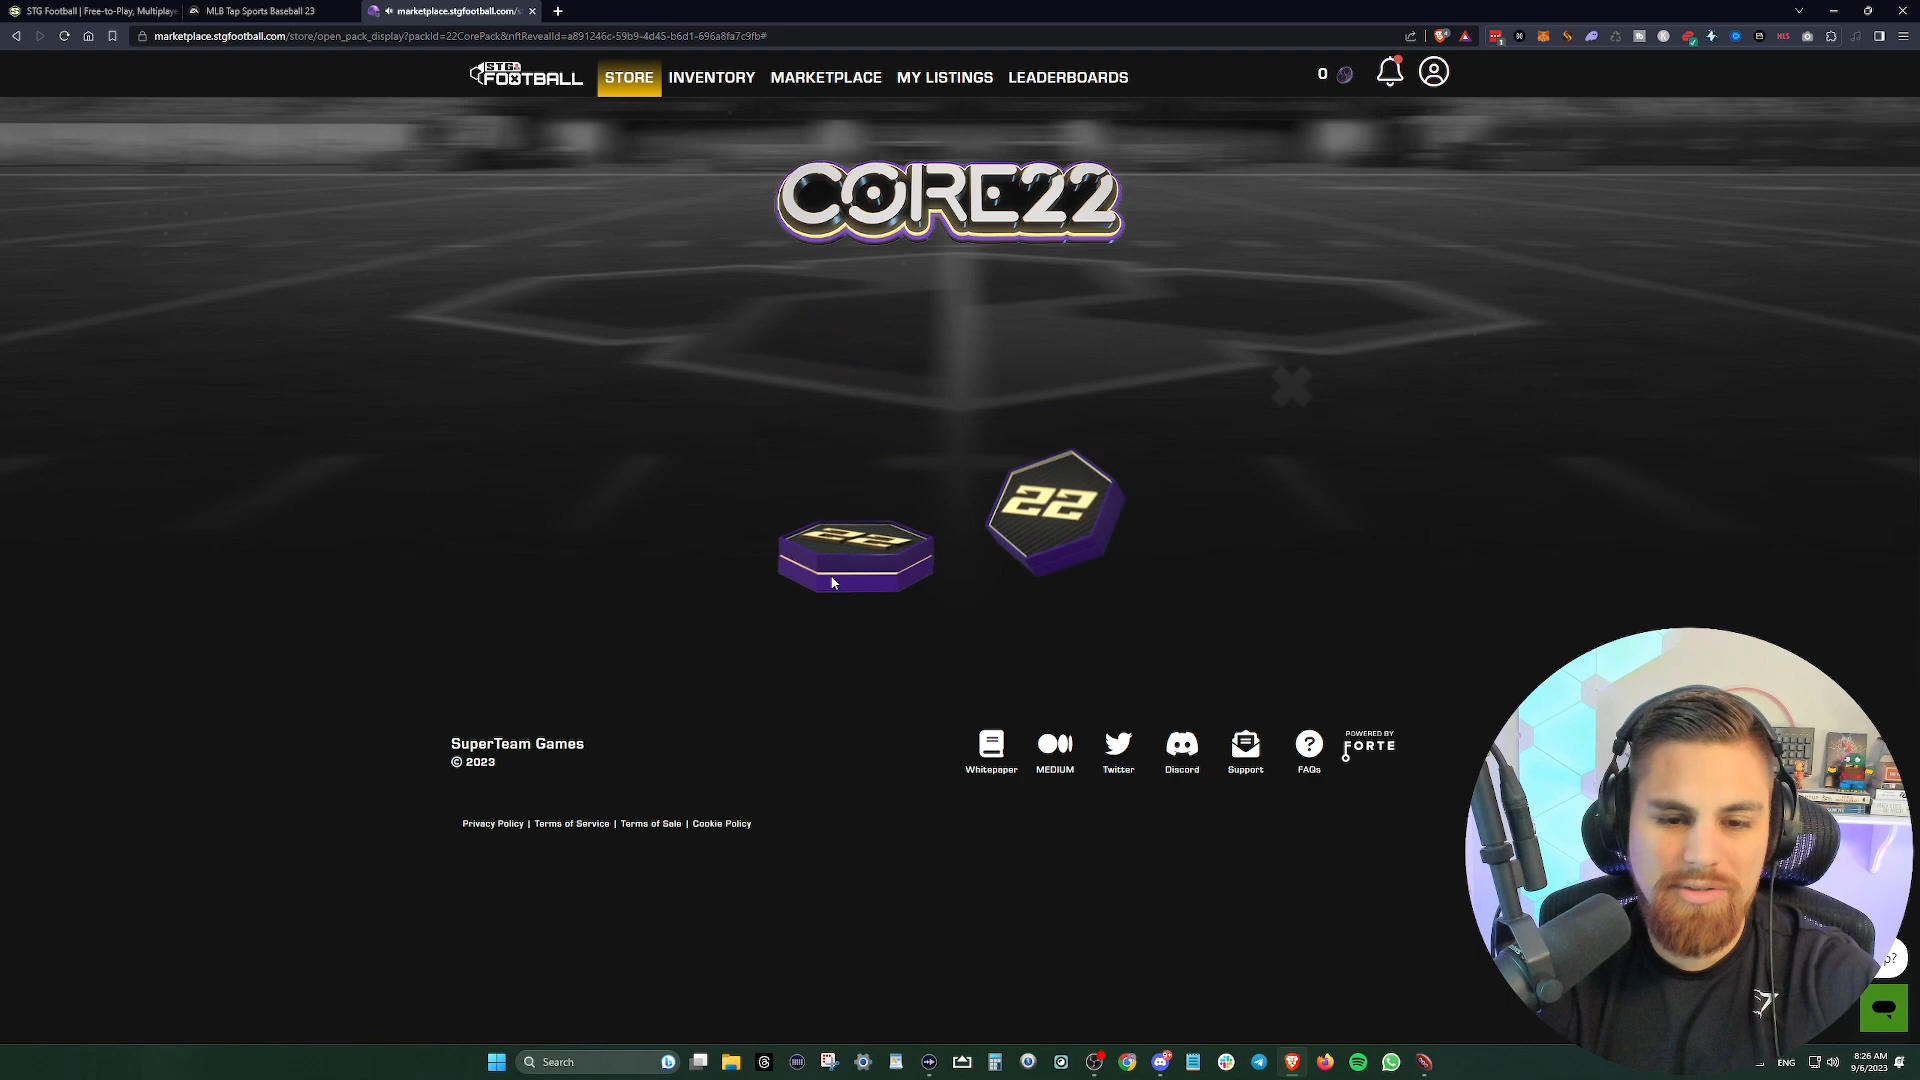 STG Football | Free-to-Play, Multiplaye
MLB Tap Sports Baseball 23
marketplace.stgfootball.com/s
marketplace.stgfootball.com/store/open_pack_display?packId=22CorePack&nftRevealId=a891246c-59b9-4d45-b6d1-696a8fa7c9fb#
STG
FOOTBALL
STORE
INVENTORY
MARKETPLACE
MY LISTINGS
LEADERBOARDS
0
CORE22
22
22
SuperTeam Games
© 2023
Whitepaper
MEDIUM
Twitter
Discord
Support
FAQs
POWERED BY
FORTE
Privacy Policy | Terms of Service | Terms of Sale | Cookie Policy
p?
Search
ENG
8:26 AM
9/6/2023